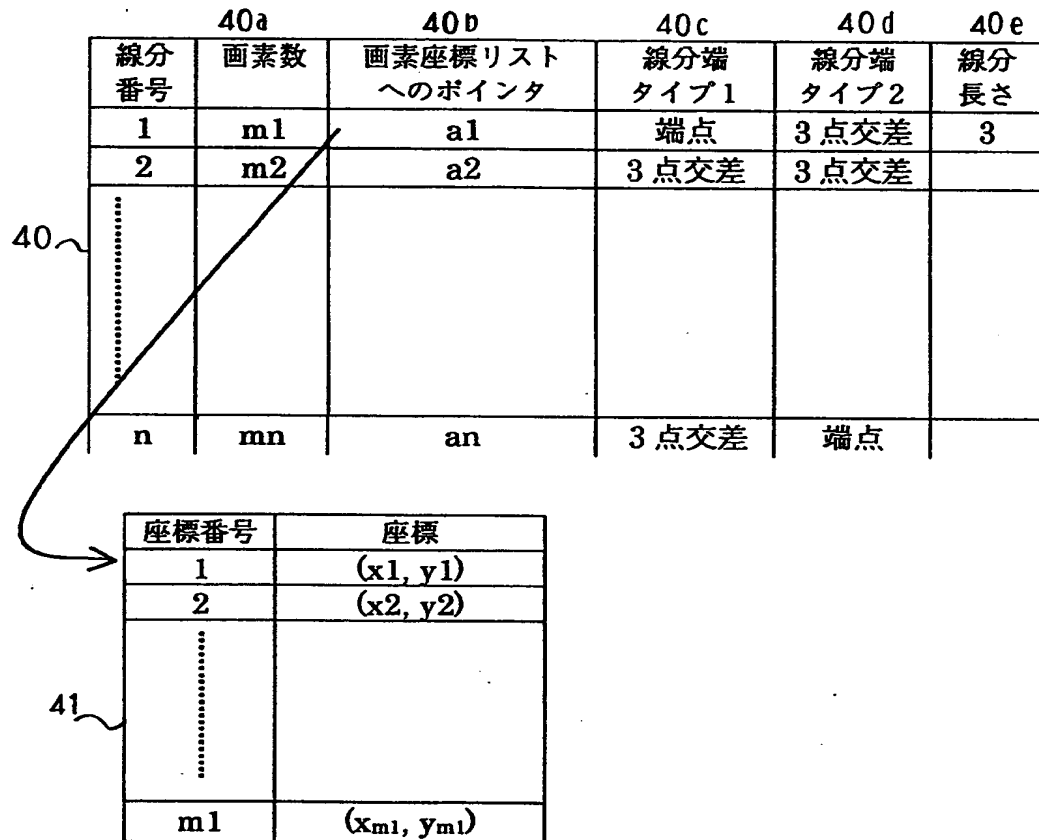 40a 40b 40c 40d 40e
線分番号 画素数 画素座標リストへのポインタ 線分端タイプ1 線分端タイプ2 線分長さ
1 m1 a1 端点 3点交差 3
2 m2 a2 3点交差 3点交差
40
n mn an 3点交差 端点
座標番号 座標
1 (x1, y1)
2 (x2, y2)
41
m1 (xm1, ym1)